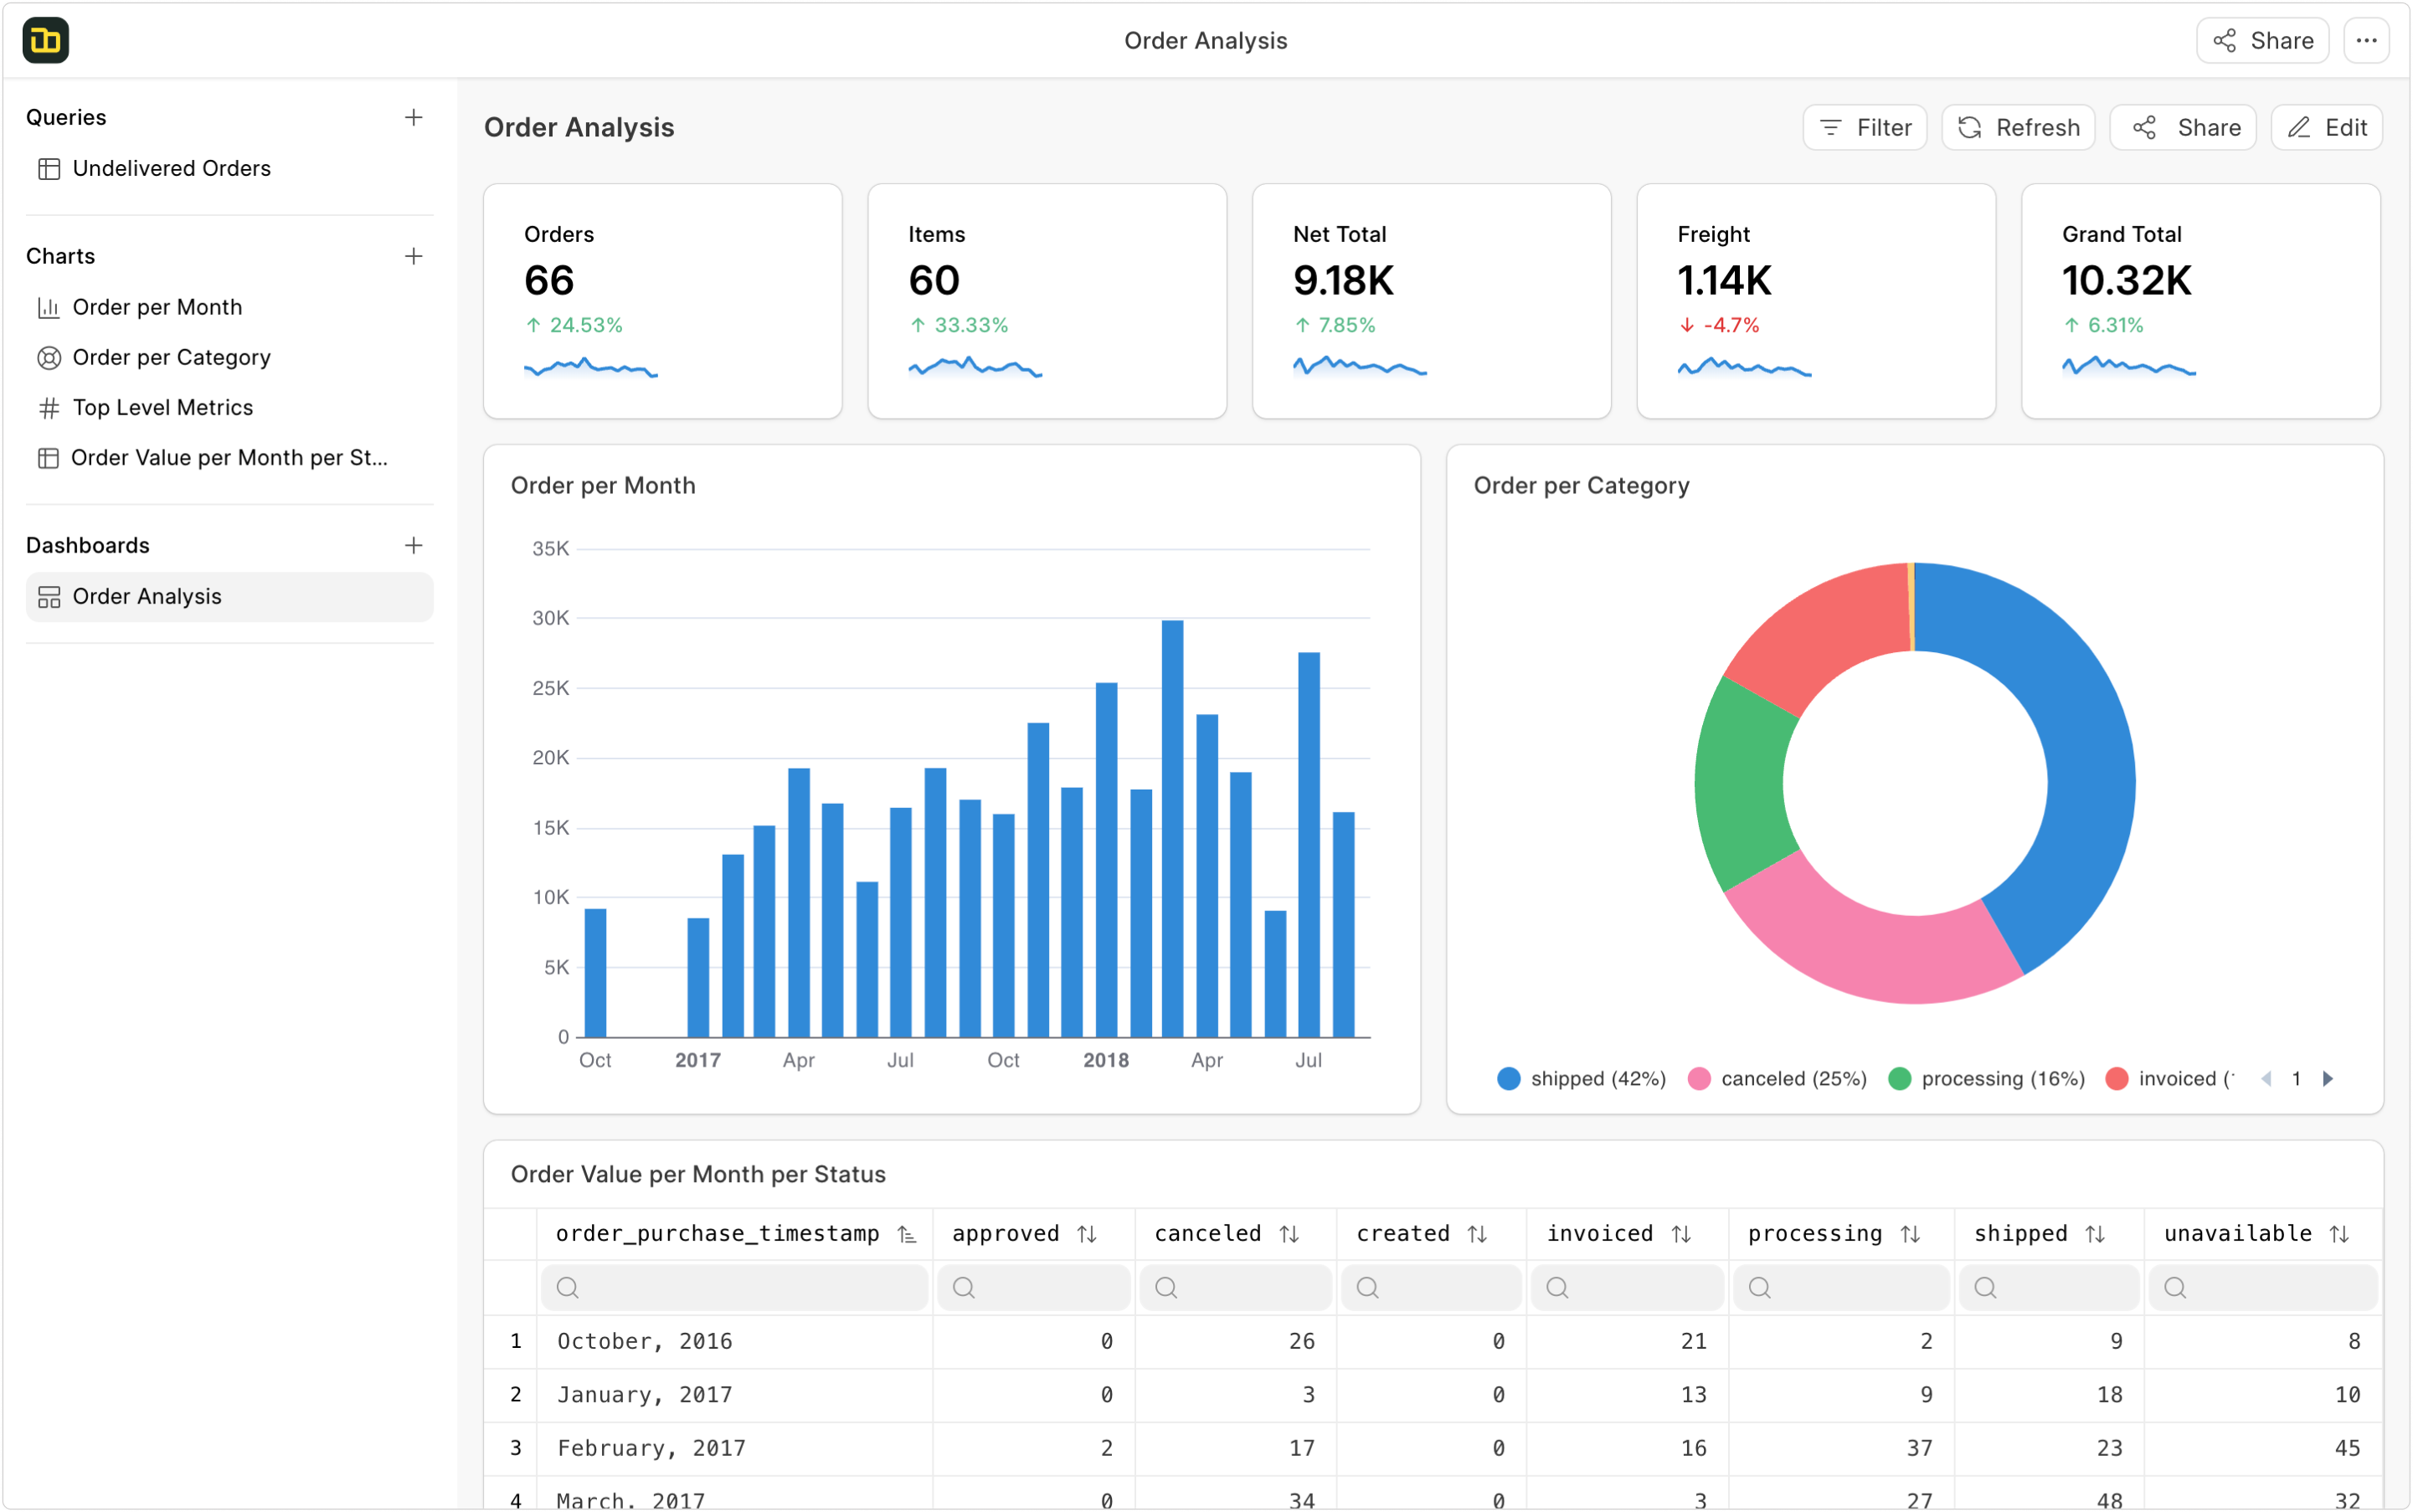 Order Analysis
Share
Queries
Undelivered Orders
Charts
Order per Month
Order per Category
Top Level Metrics
Order Value per Month per St...
Dashboards
Order Analysis
Order Analysis
Filter
Refresh
Share
Edit
Orders
66
↑ 24.53%
Items
60
↑ 33.33%
Net Total
9.18K
↑ 7.85%
Freight
1.14K
↓ -4.7%
Grand Total
10.32K
↑ 6.31%
Order per Month
35K
30K
25K
20K
15K
10K
5K
0
Oct 2017 Apr Jul Oct 2018 Apr Jul
Order per Category
shipped (42%) canceled (25%) processing (16%) invoiced ( 1
Order Value per Month per Status
order_purchase_timestamp approved canceled created invoiced processing shipped unavailable
1 October, 2016 0 26 0 21 2 9 8
2 January, 2017 0 3 0 13 9 18 10
3 February, 2017 2 17 0 16 37 23 45
4 March, 2017 0 34 0 3 27 48 32